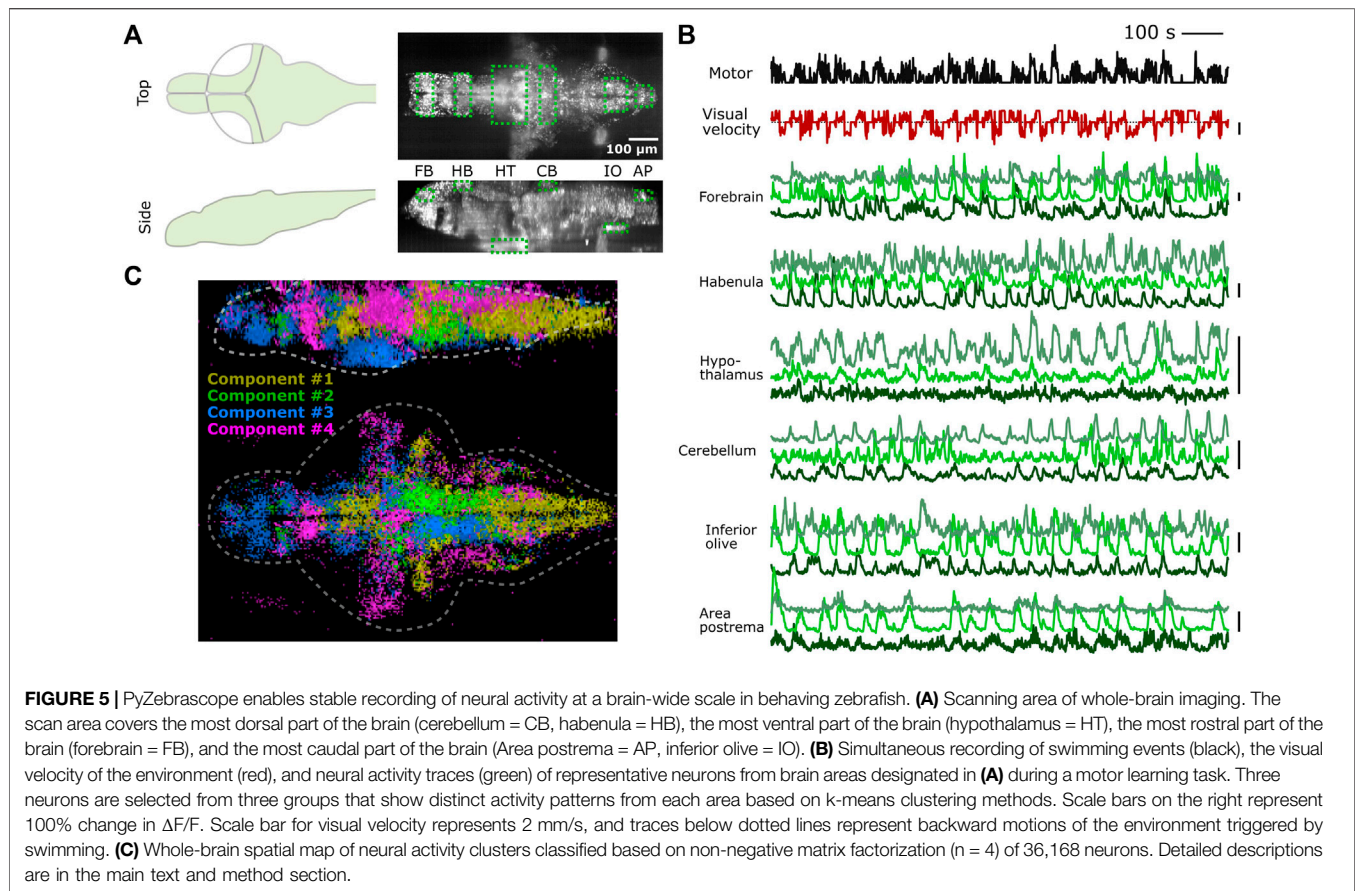 A
Top
Side
100 µm
FB HB HT CB IO AP
B
100 s
Motor
Visual
velocity
Forebrain
Habenula
Hypo-
thalamus
Cerebellum
Inferior
olive
Area
postrema
C
Component #1
Component #2
Component #3
Component #4
FIGURE 5 | PyZebrascope enables stable recording of neural activity at a brain-wide scale in behaving zebrafish. (A) Scanning area of whole-brain imaging. The
scan area covers the most dorsal part of the brain (cerebellum = CB, habenula = HB), the most ventral part of the brain (hypothalamus = HT), the most rostral part of the
brain (forebrain = FB), and the most caudal part of the brain (Area postrema = AP, inferior olive = IO). (B) Simultaneous recording of swimming events (black), the visual
velocity of the environment (red), and neural activity traces (green) of representative neurons from brain areas designated in (A) during a motor learning task. Three
neurons are selected from three groups that show distinct activity patterns from each area based on k-means clustering methods. Scale bars on the right represent
100% change in ΔF/F. Scale bar for visual velocity represents 2 mm/s, and traces below dotted lines represent backward motions of the environment triggered by
swimming. (C) Whole-brain spatial map of neural activity clusters classified based on non-negative matrix factorization (n = 4) of 36,168 neurons. Detailed descriptions
are in the main text and method section.